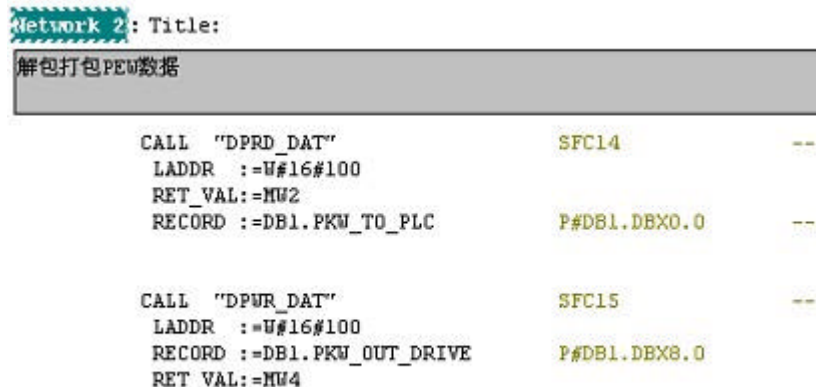 Network 2: Title:
解包打包PEW数据
CALL "DPRD_DAT" SFC14 --
LADDR :=W#16#100
RET_VAL:=MW2
RECORD :=DB1.PKW_TO_PLC P#DB1.DBX0.0 --
CALL "DPWR_DAT" SFC15 --
LADDR :=W#16#100
RECORD :=DB1.PKW_OUT_DRIVE P#DB1.DBX8.0
RET_VAL:=MW4